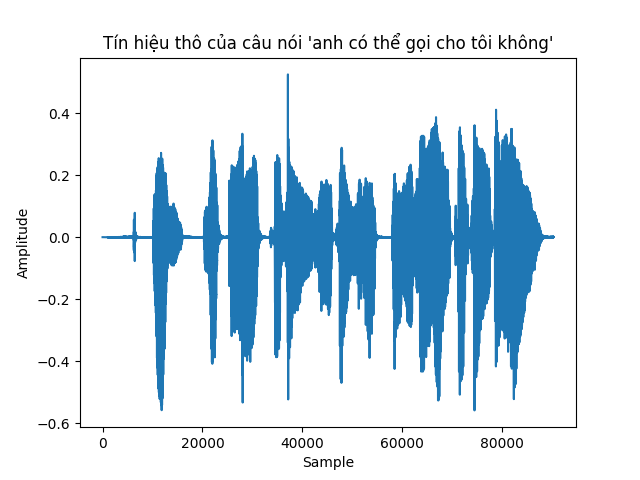 Tín hiệu thô của câu nói 'anh có thể gọi cho tôi không'
Amplitude
0.4
0.2
0.0
−0.2
−0.4
−0.6
0 20000 40000 60000 80000
Sample